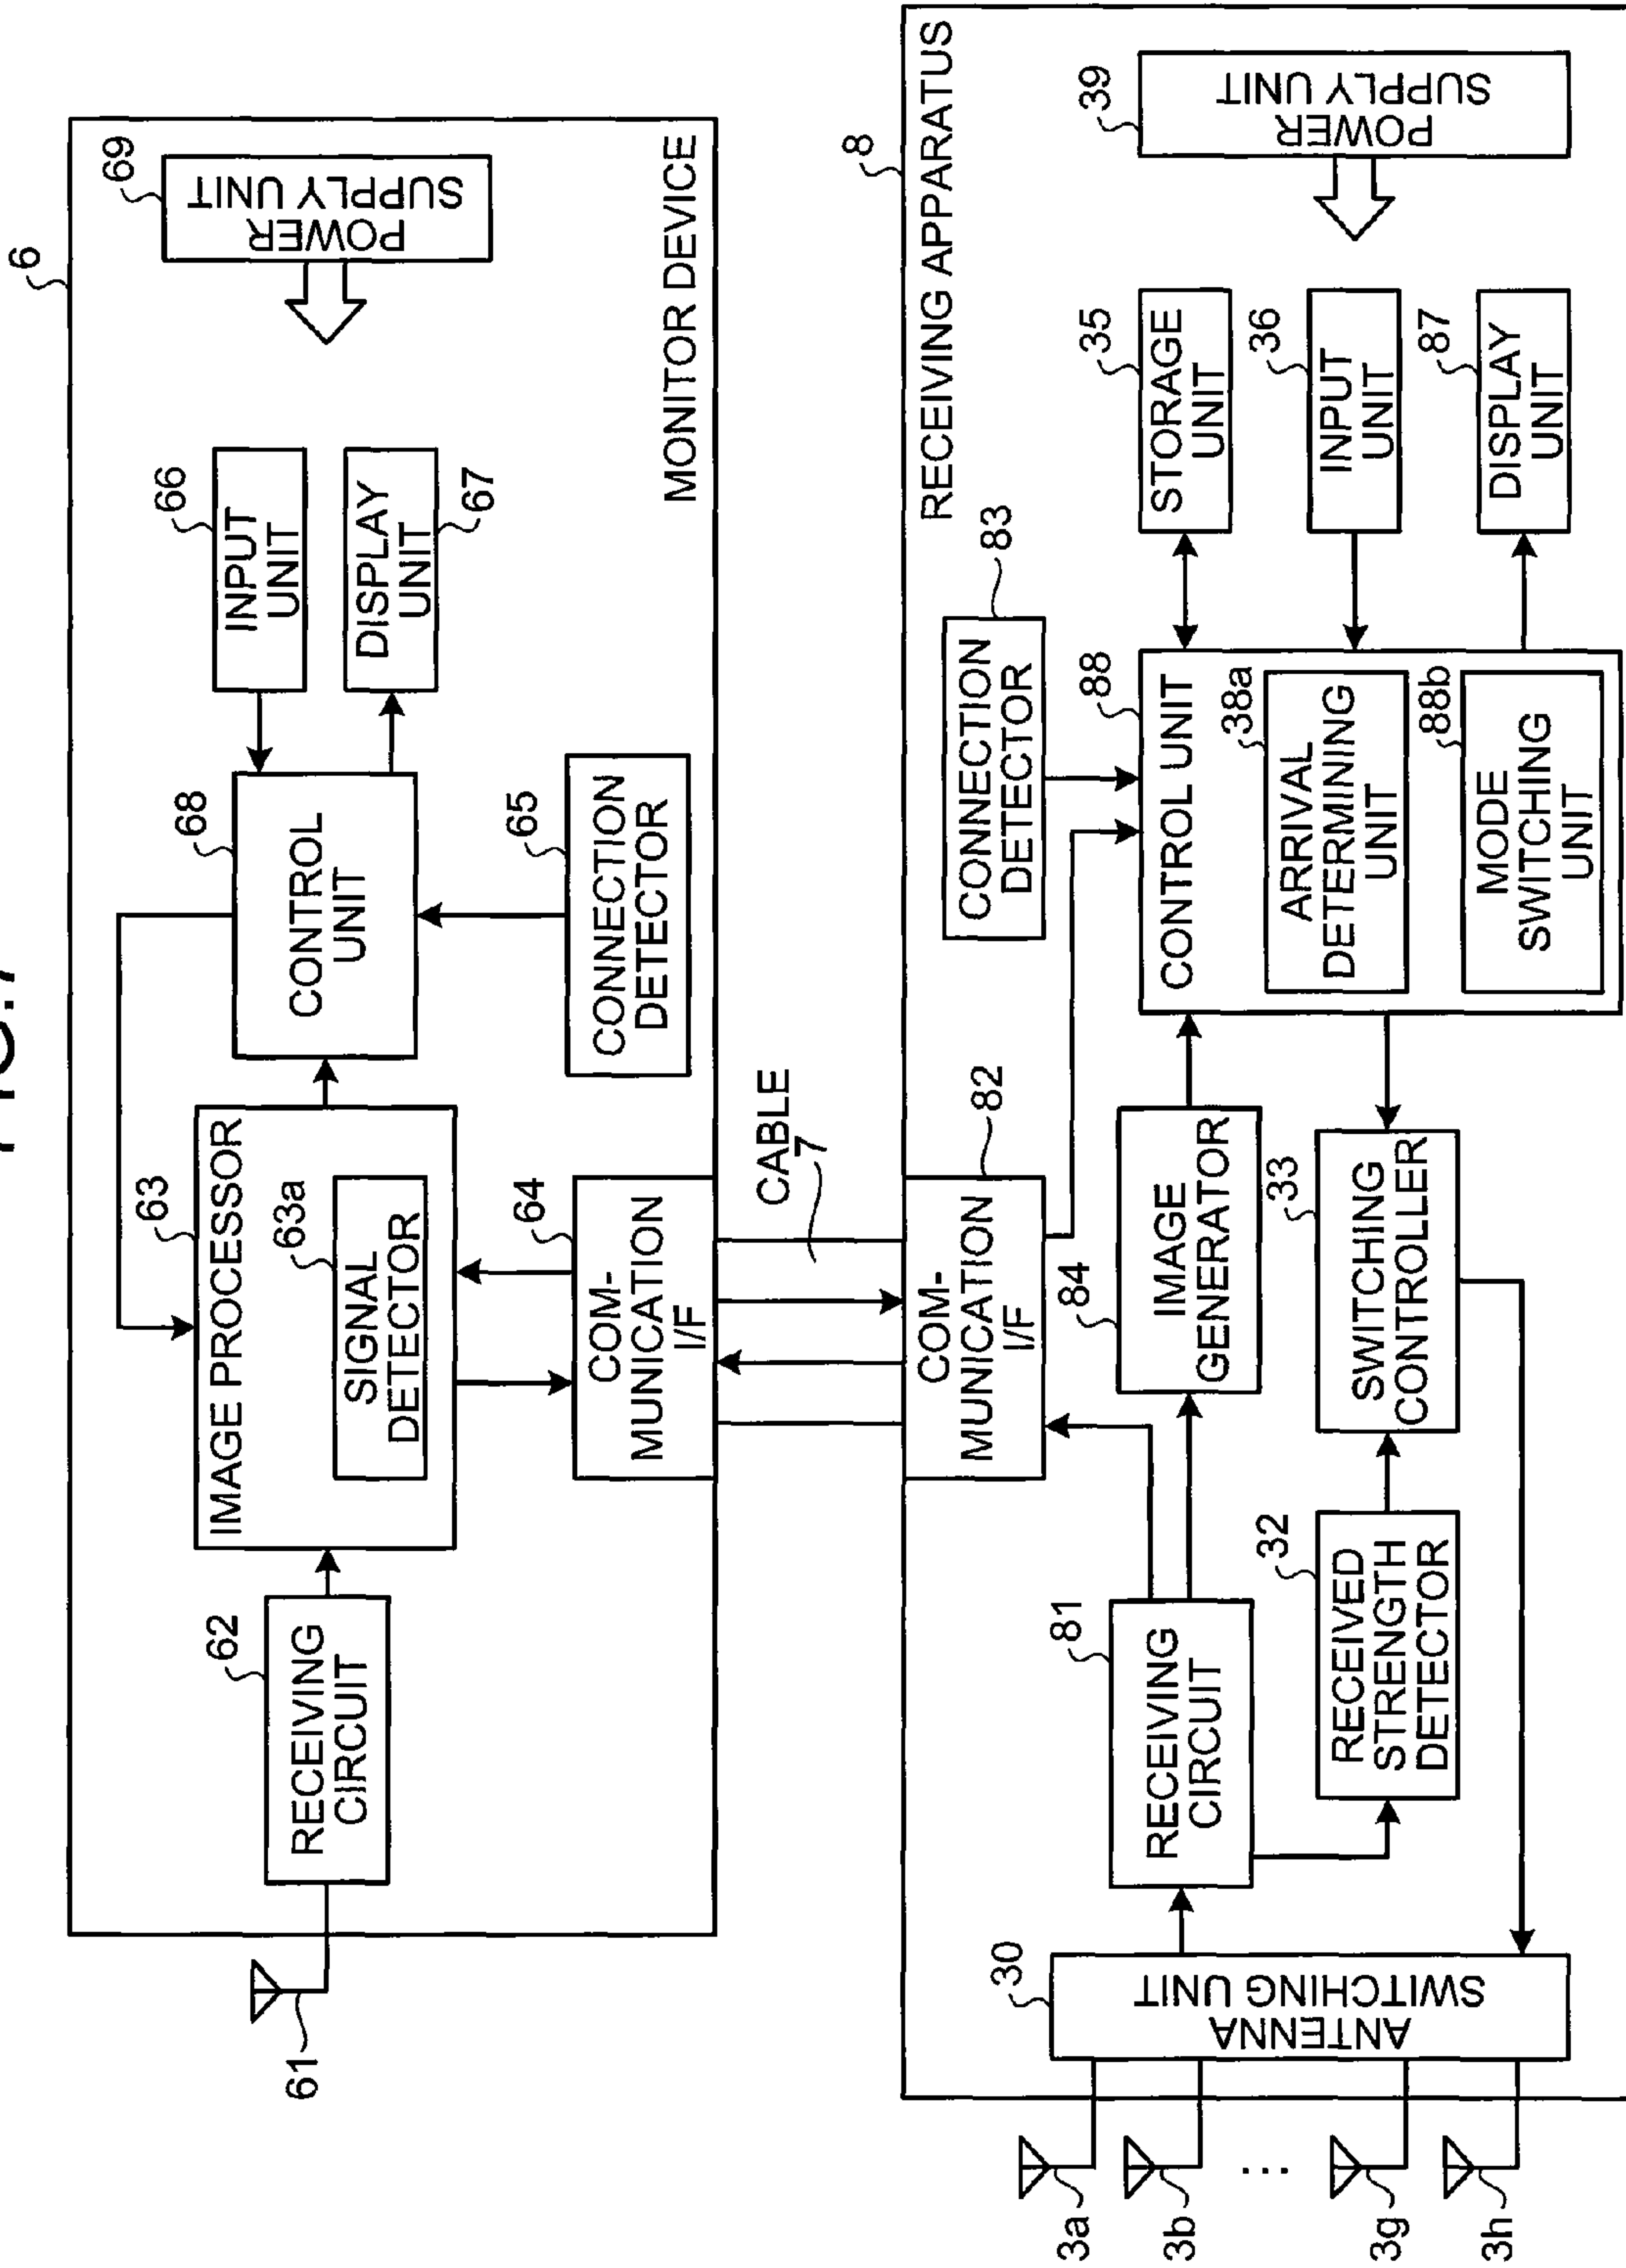 FIG.7
6
69
POWER
SUPPLY UNIT
66
INPUT
UNIT
DISPLAY
UNIT
67
68
CONTROL
UNIT
65
CONNECTION
DETECTOR
63
IMAGE PROCESSOR
63a
SIGNAL
DETECTOR
64
COM-
MUNICATION
I/F
62
RECEIVING
CIRCUIT
61
MONITOR DEVICE
CABLE
7
8
RECEIVING APPARATUS
39
POWER
SUPPLY UNIT
35
STORAGE
UNIT
36
INPUT
UNIT
87
DISPLAY
UNIT
83
CONNECTION
DETECTOR
88
CONTROL UNIT
38a
ARRIVAL
DETERMINING
UNIT
88b
MODE
SWITCHING
UNIT
82
COM-
MUNICATION
I/F
84
IMAGE
GENERATOR
33
SWITCHING
CONTROLLER
81
RECEIVING
CIRCUIT
32
RECEIVED
STRENGTH
DETECTOR
30
ANTENNA
SWITCHING UNIT
3a
3b
...
3g
3h